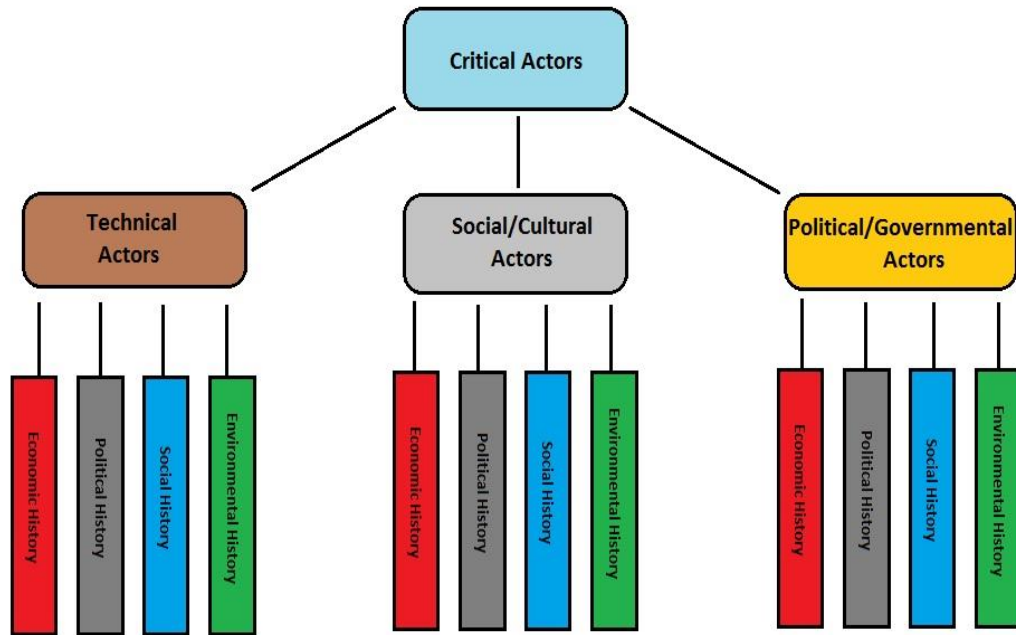 Critical Actors
Technical
Actors
Social/Cultural
Actors
Political/Governmental
Actors
Economic History
Political History
Social History
Environmental History
Economic History
Political History
Social History
Environmental History
Economic History
Political History
Social History
Environmental History